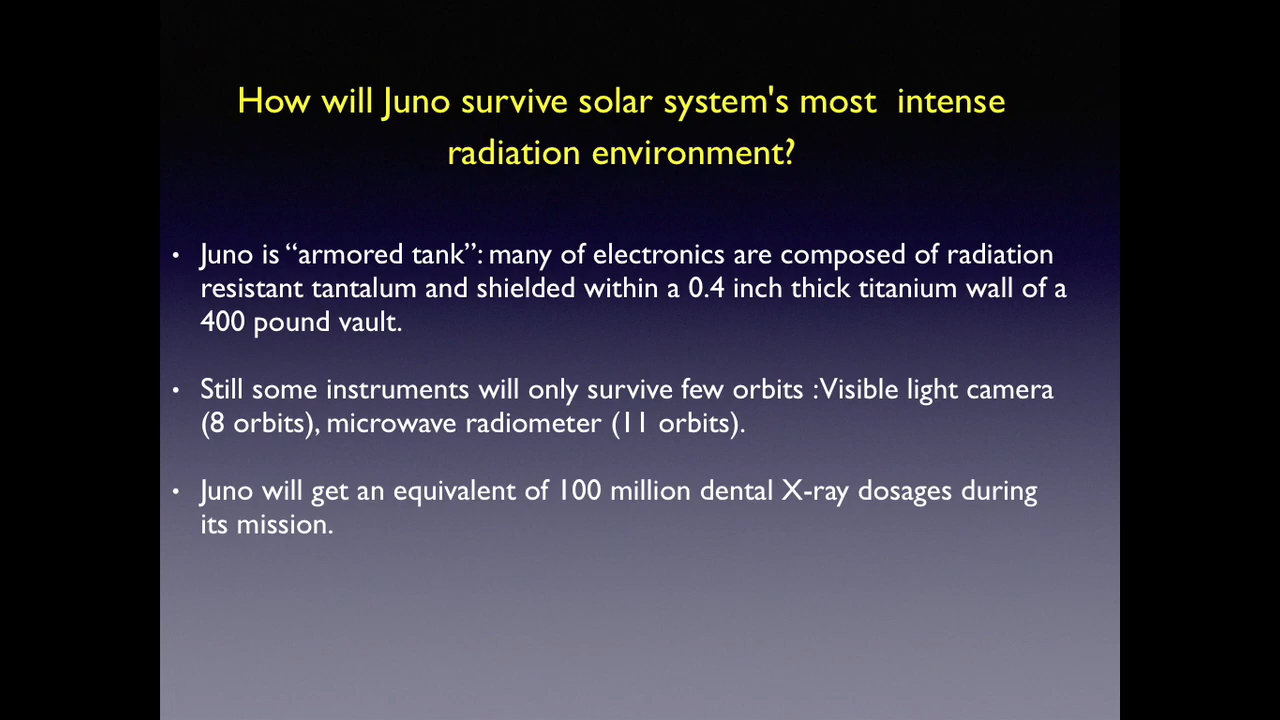 How will Juno survive solar system's most  intense
radiation environment?
• Juno is “armored tank”: many of electronics are composed of radiation
resistant tantalum and shielded within a 0.4 inch thick titanium wall of a
400 pound vault.
• Still some instruments will only survive few orbits :Visible light camera
(8 orbits), microwave radiometer (11 orbits).
• Juno will get an equivalent of 100 million dental X-ray dosages during
its mission.